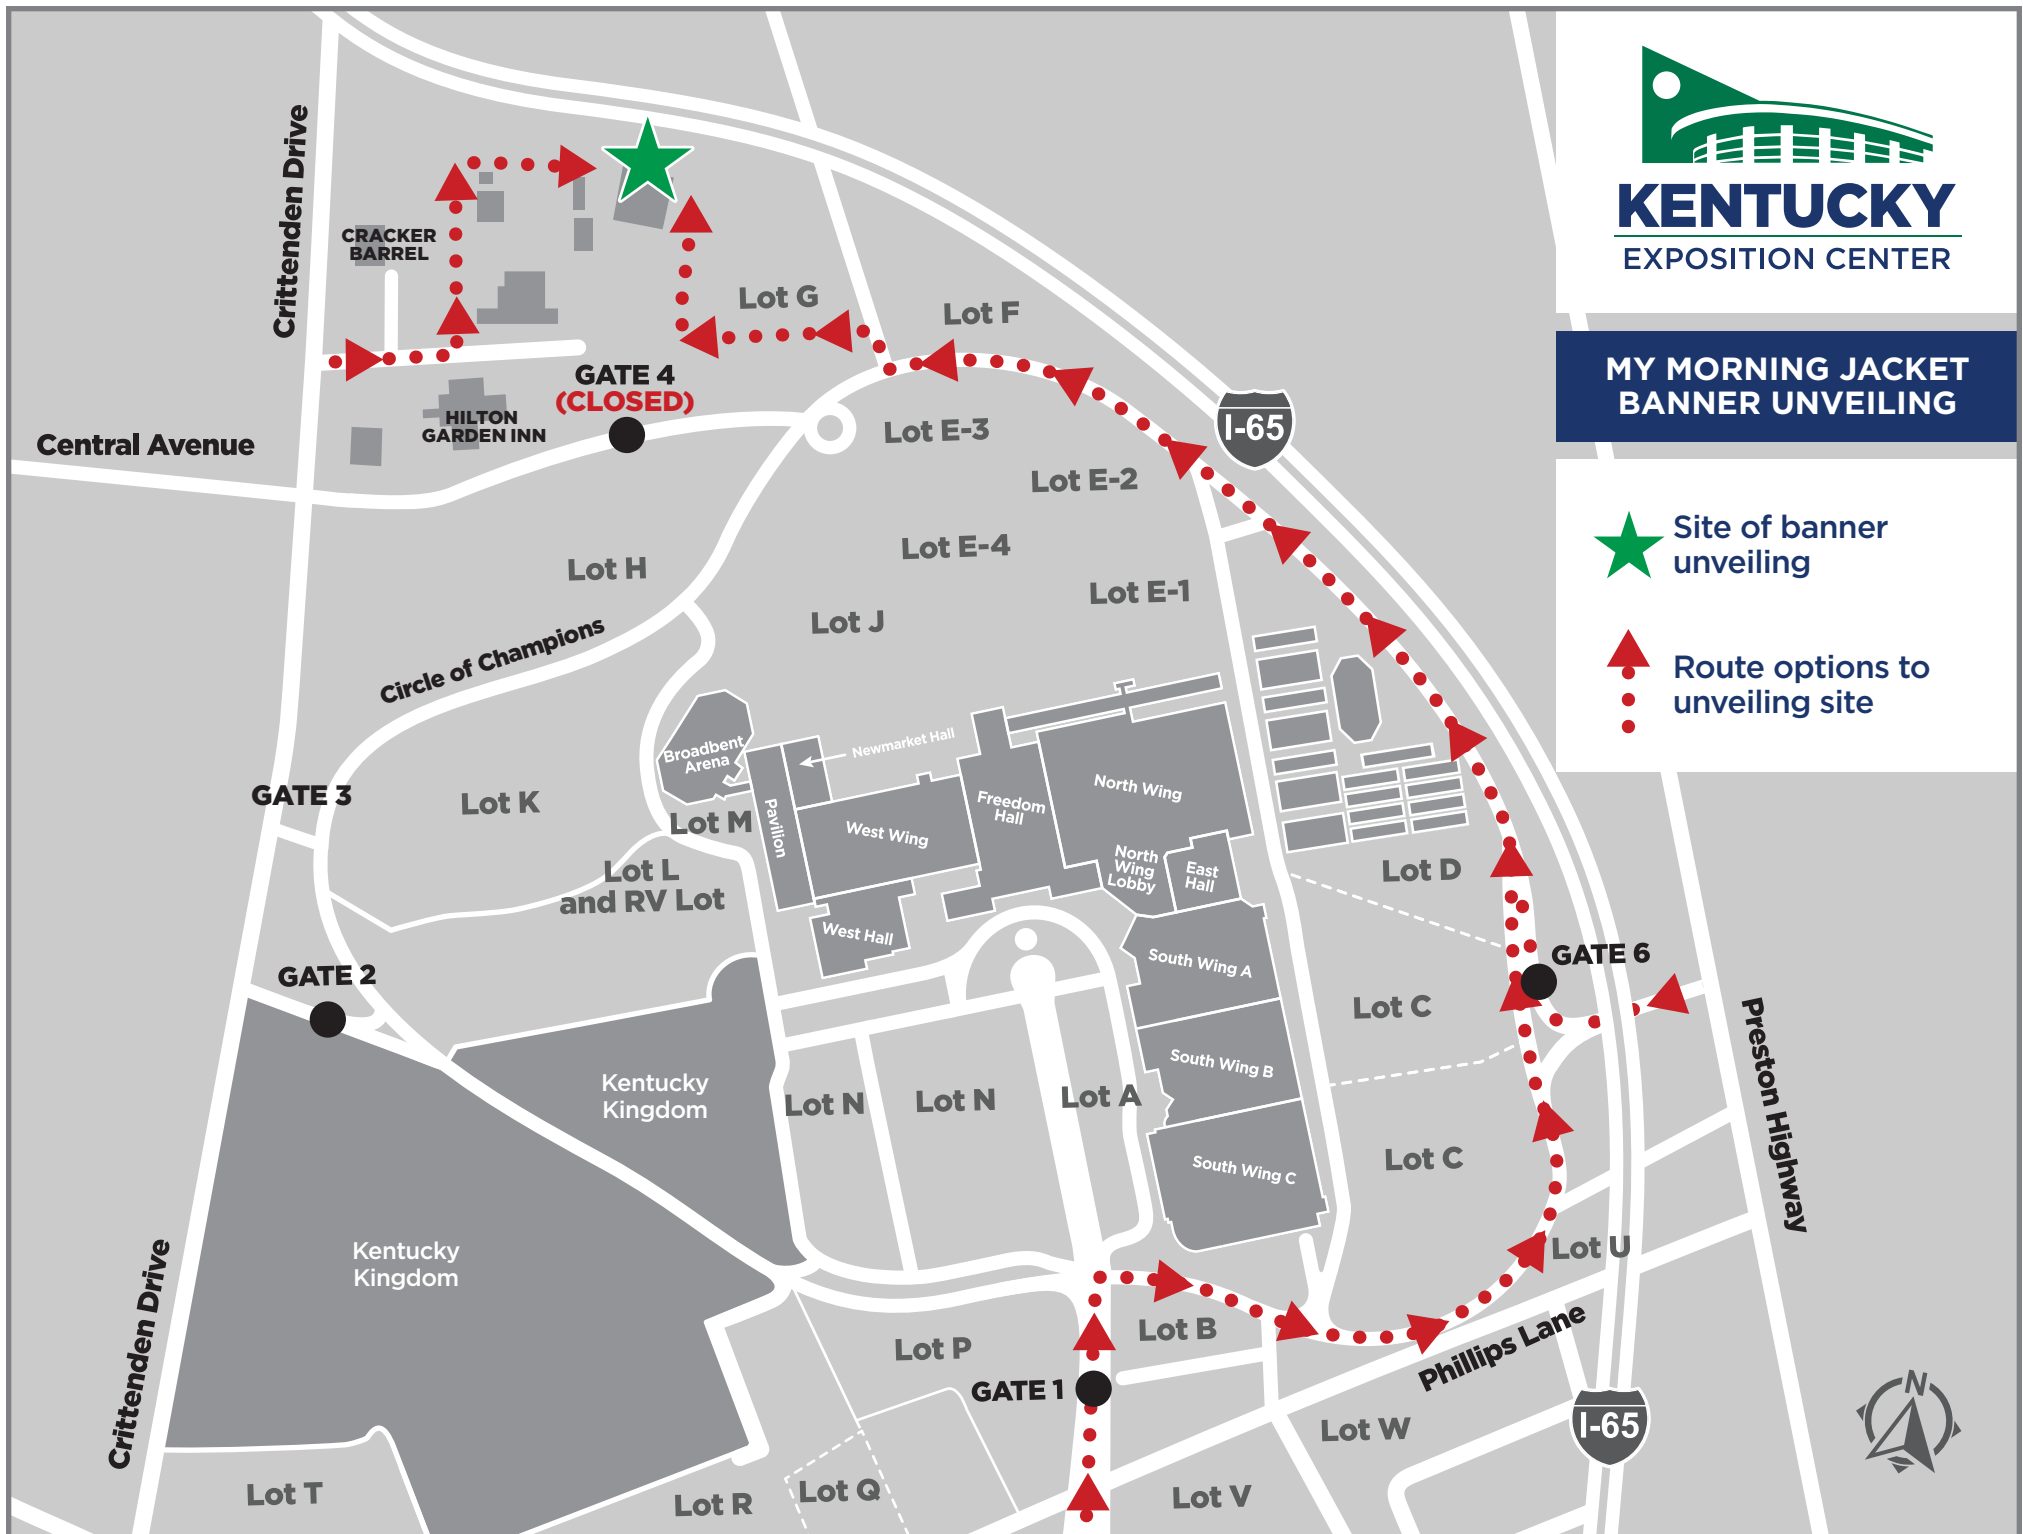 KENTUCKY
EXPOSITION CENTER
MY MORNING JACKET
BANNER UNVEILING
Site of banner
unveiling
Route options to
unveiling site
Crittenden Drive
CRACKER
BARREL
Lot G
Lot F
GATE 4
(CLOSED)
HILTON
GARDEN INN
Central Avenue
I-65
Lot E-3
Lot E-2
Lot E-4
Lot E-1
Lot H
Lot J
Circle of Champions
Broadbent
Arena
Newmarket Hall
Pavilion
West Wing
Freedom
Hall
North Wing
North
Wing
Lobby
East
Hall
West Hall
GATE 3
Lot K
Lot M
Lot L
and RV Lot
Lot D
GATE 6
GATE 2
South Wing A
South Wing B
South Wing C
Lot C
Lot C
Preston Highway
Kentucky
Kingdom
Lot N
Lot N
Lot A
Kentucky
Kingdom
Crittenden Drive
Lot U
Phillips Lane
Lot B
Lot P
GATE 1
Lot W
I-65
N
Lot T
Lot R
Lot Q
Lot V